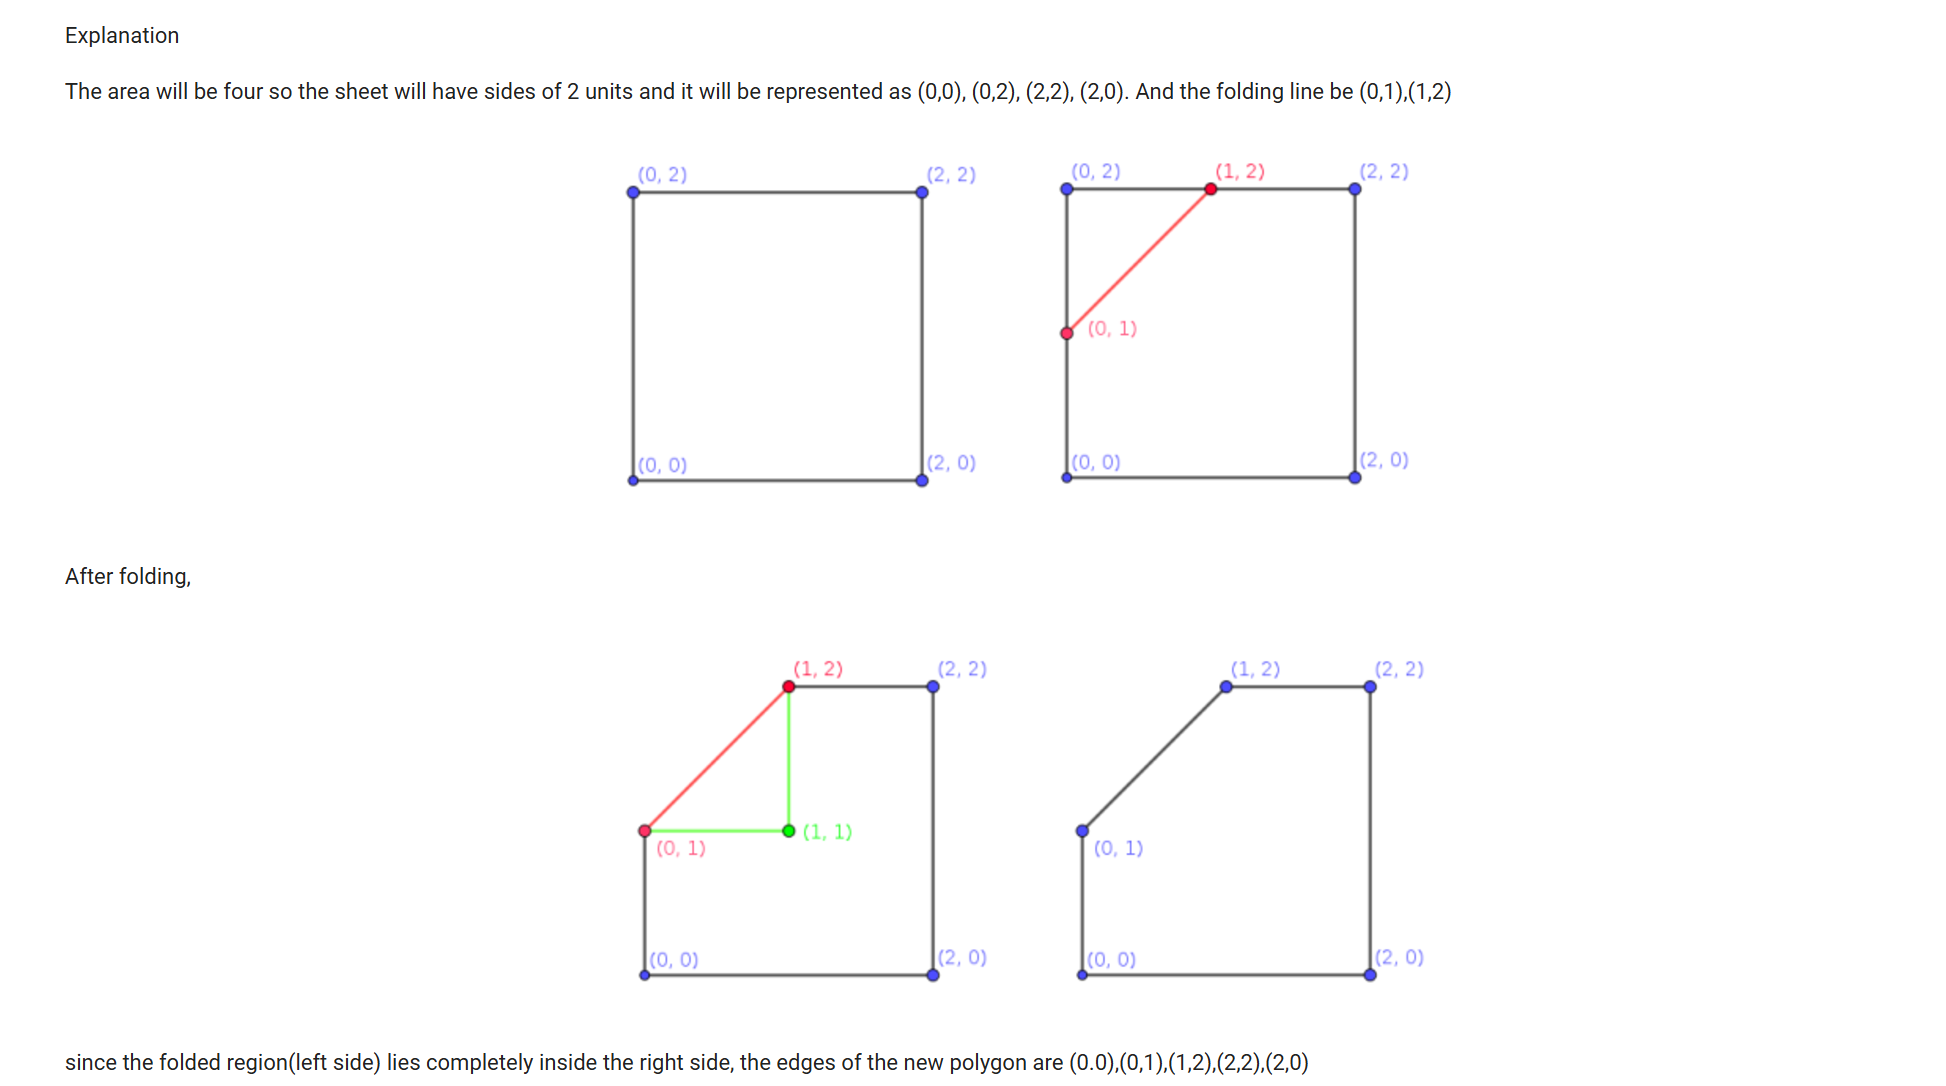 Explanation
The area will be four so the sheet will have sides of 2 units and it will be represented as (0,0), (0,2), (2,2), (2,0). And the folding line be (0,1),(1,2)
(0, 2) (2, 2) (0, 2) (1, 2) (2, 2)
(0, 1)
(0, 0) (2, 0) (0, 0) (2, 0)
After folding,
(1, 2) (2, 2) (1, 2) (2, 2)
(1, 1)
(0, 1) (0, 1)
(0, 0) (2, 0) (0, 0) (2, 0)
since the folded region(left side) lies completely inside the right side, the edges of the new polygon are (0.0),(0,1),(1,2),(2,2),(2,0)